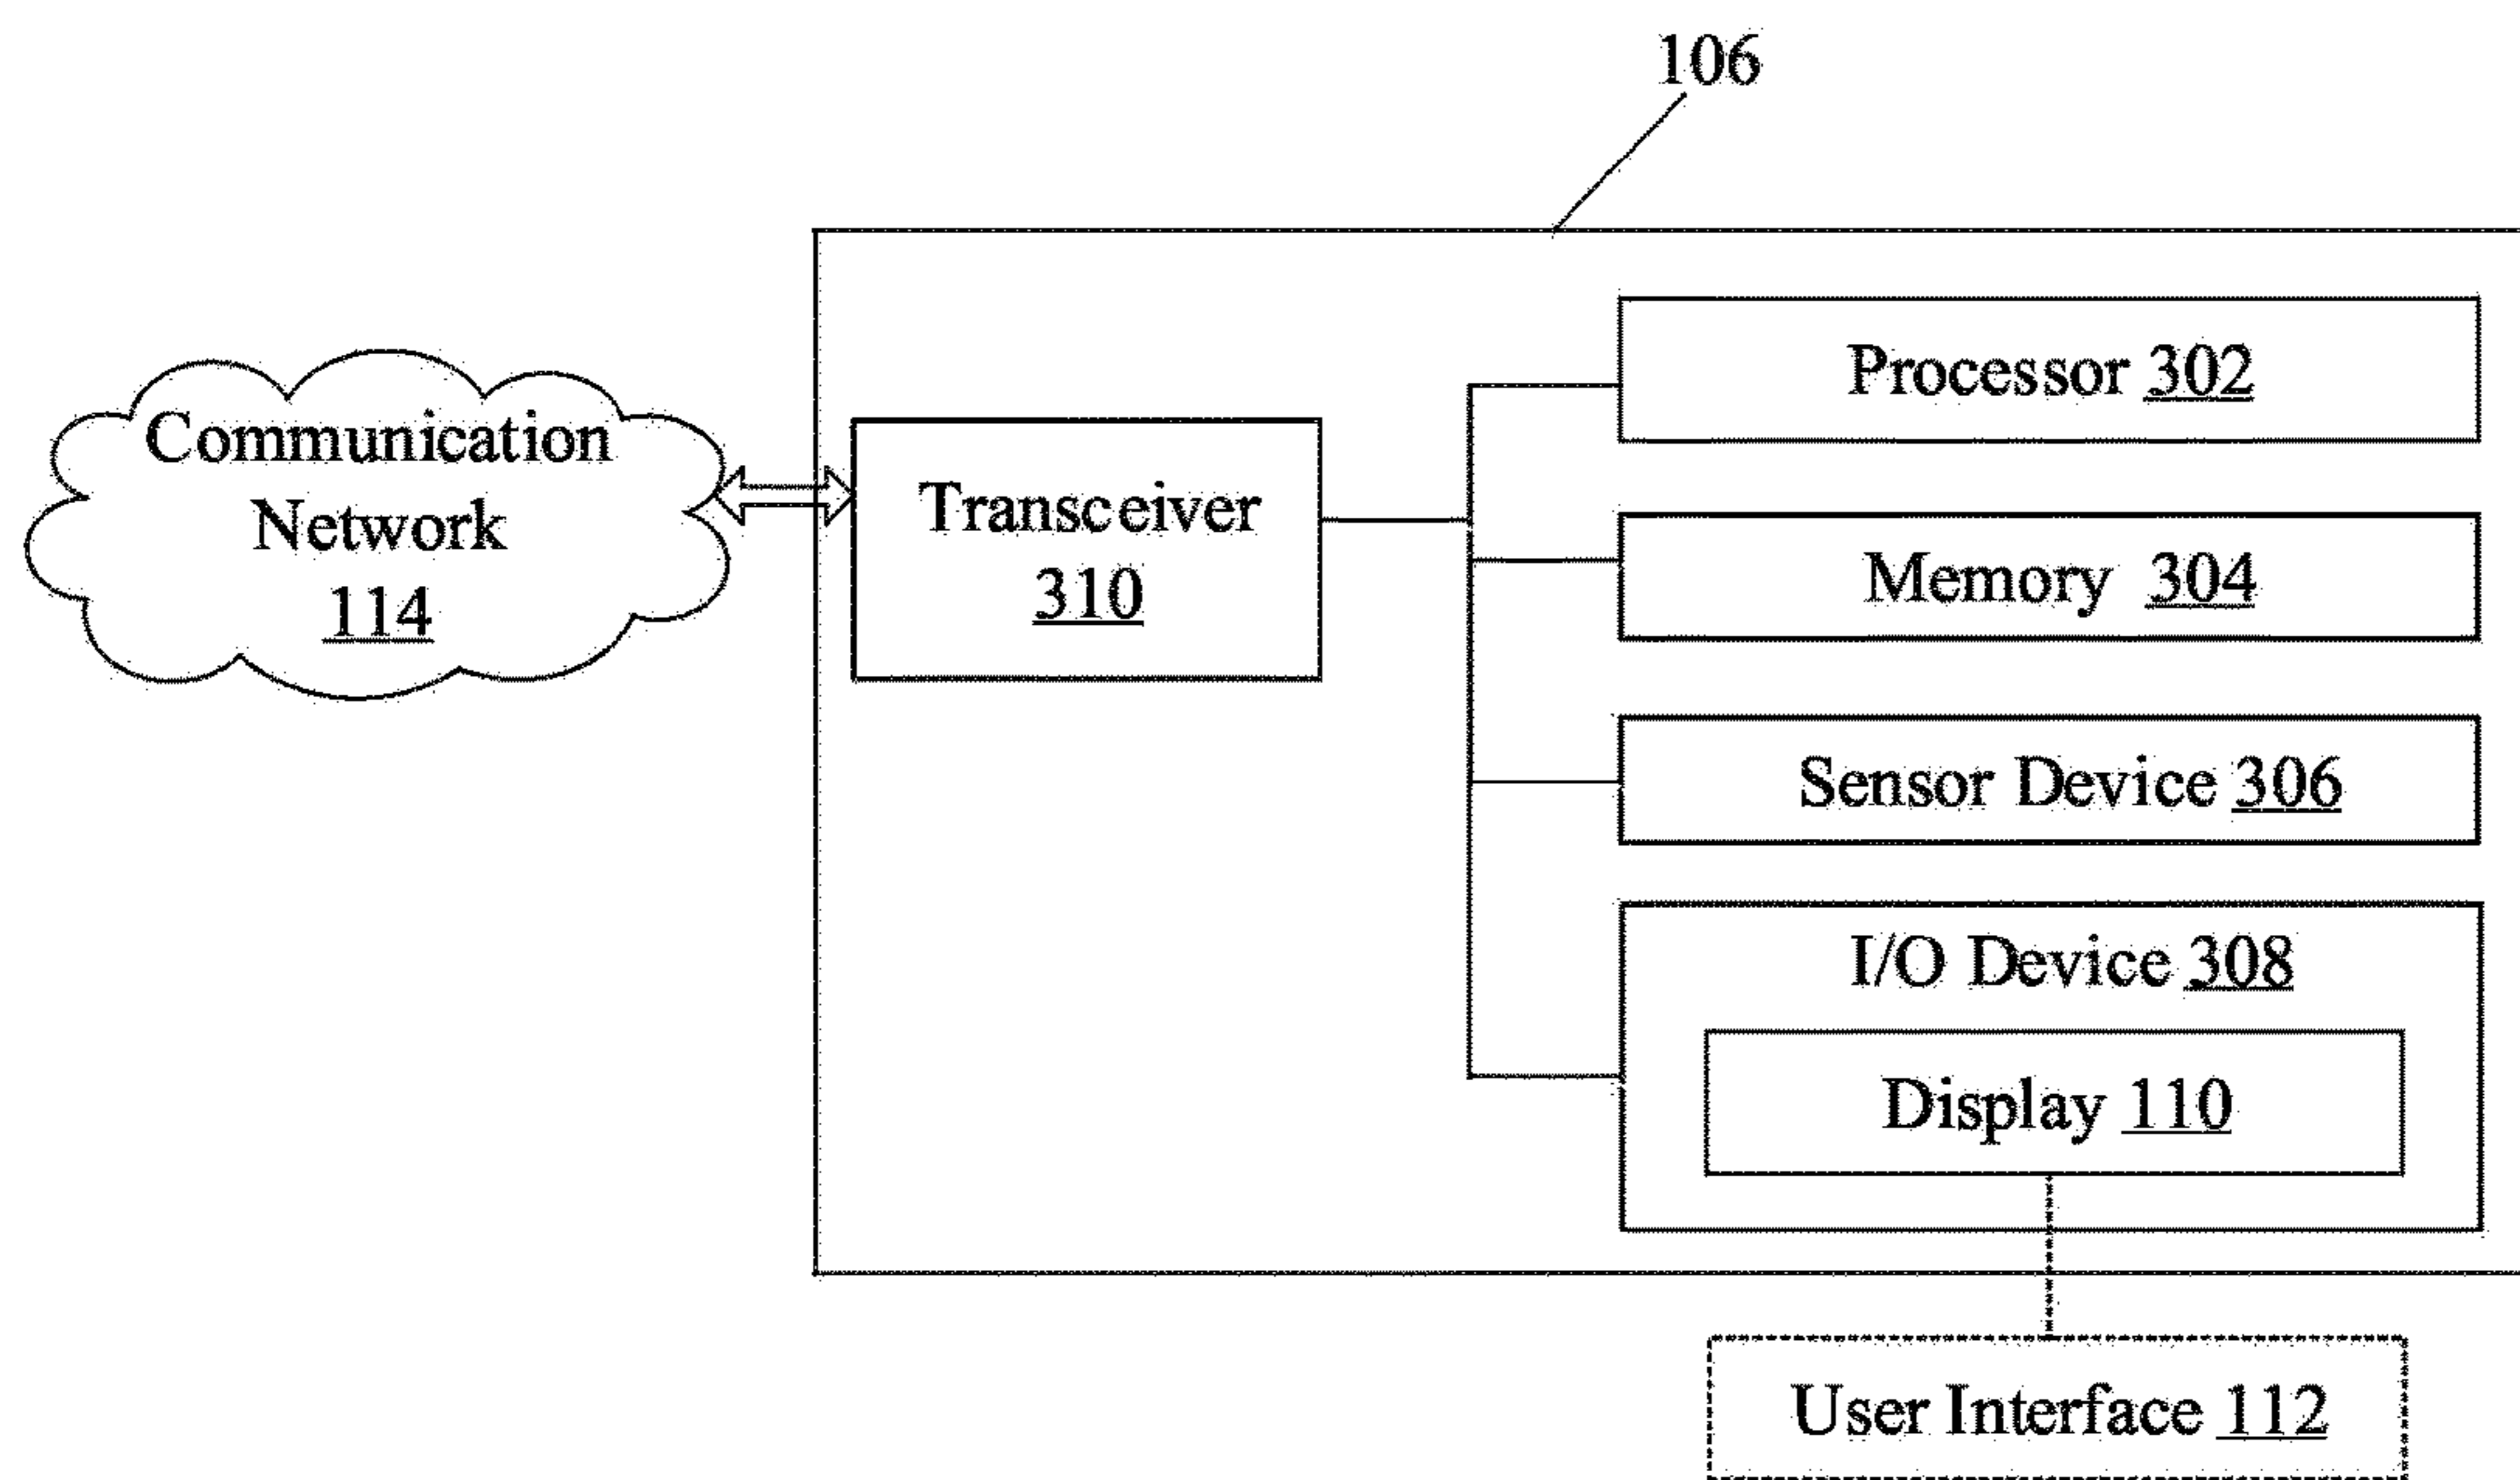 106
Communication
Network
114
Transceiver
310
Processor 302
Memory 304
Sensor Device 306
I/O Device 308
Display 110
User Interface 112